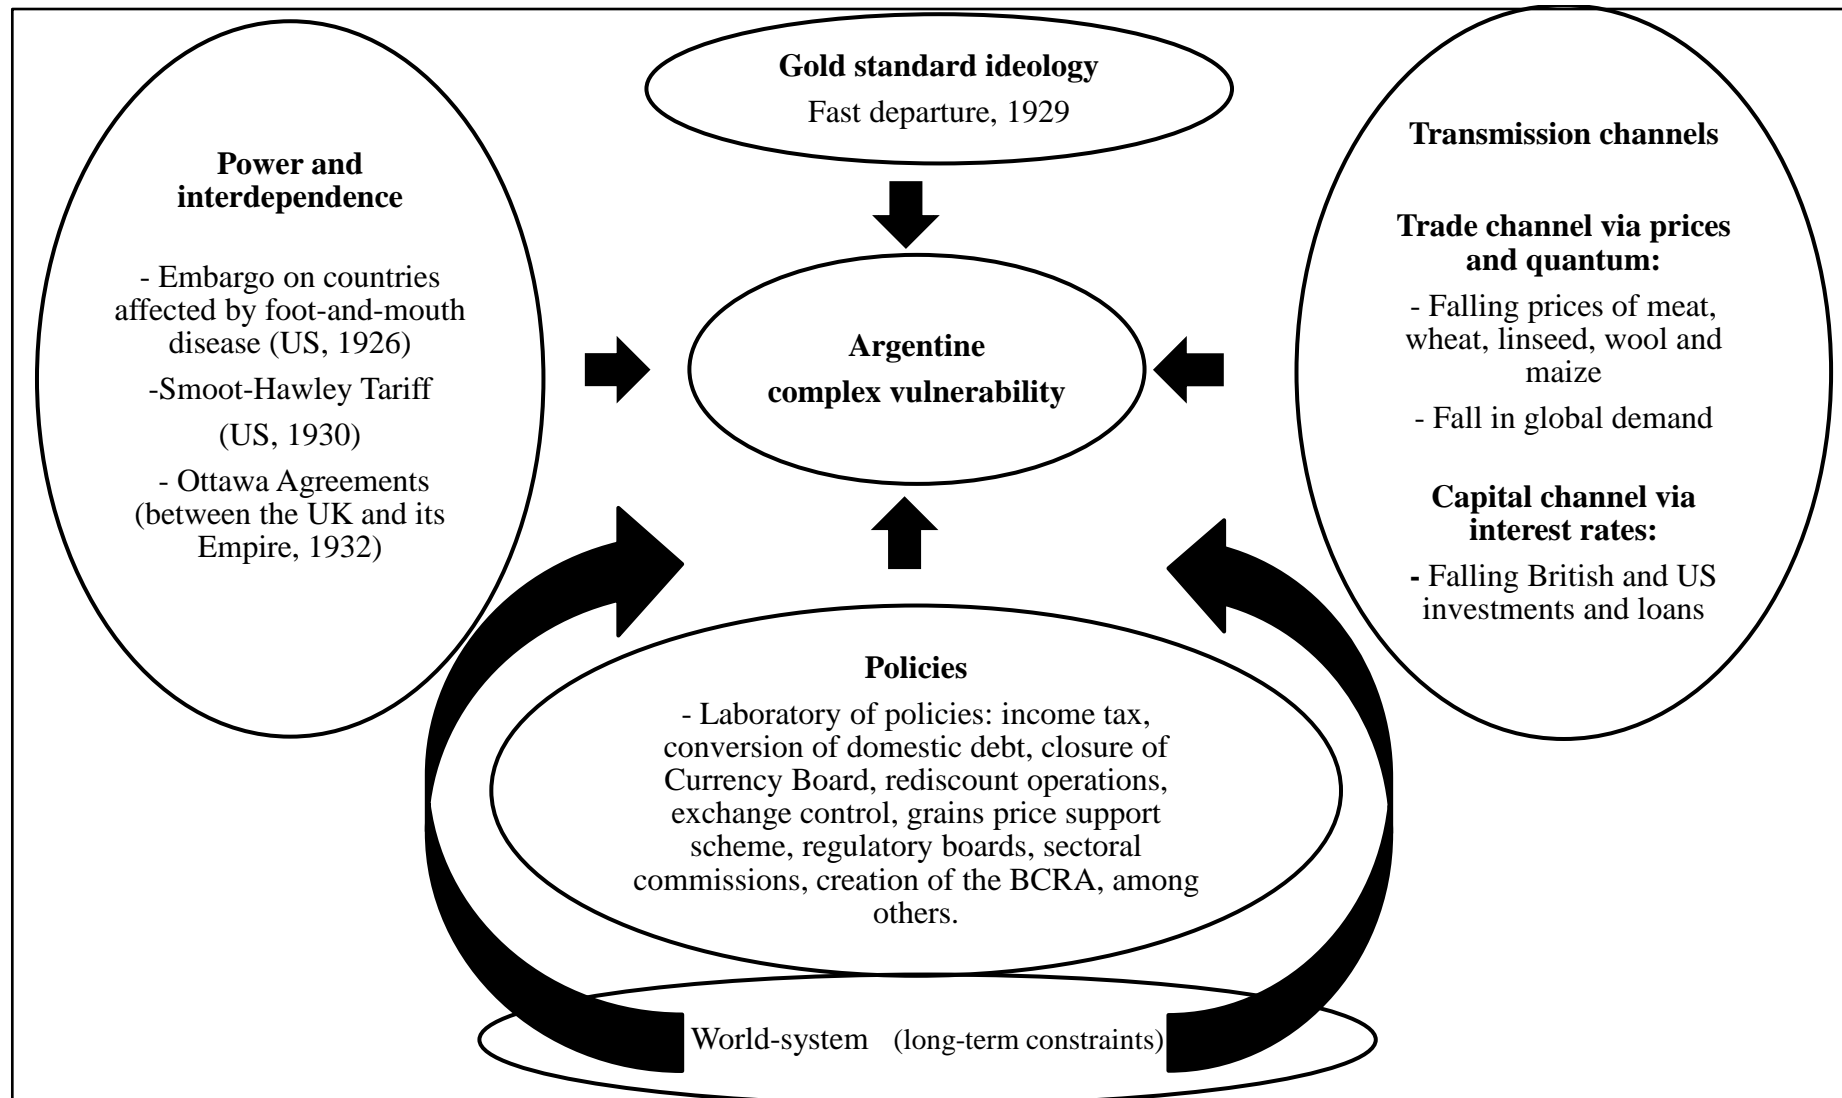 Gold standard ideology
Fast departure, 1929
Power and
interdependence
- Embargo on countries
affected by foot-and-mouth
disease (US, 1926)
-Smoot-Hawley Tariff
(US, 1930)
- Ottawa Agreements
(between the UK and its
Empire, 1932)
Argentine
complex vulnerability
Transmission channels
Trade channel via prices
and quantum:
- Falling prices of meat,
wheat, linseed, wool and
maize
- Fall in global demand
Capital channel via
interest rates:
- Falling British and US
investments and loans
Policies
- Laboratory of policies: income tax,
conversion of domestic debt, closure of
Currency Board, rediscount operations,
exchange control, grains price support
scheme, regulatory boards, sectoral
commissions, creation of the BCRA, among
others.
World-system (long-term constraints)